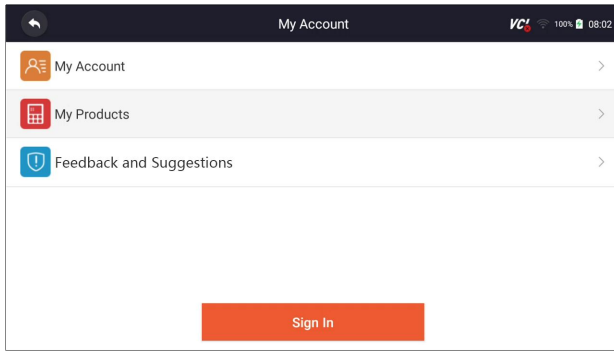 My Account
VCI 100% 08:02
My Account
My Products
Feedback and Suggestions
Sign In